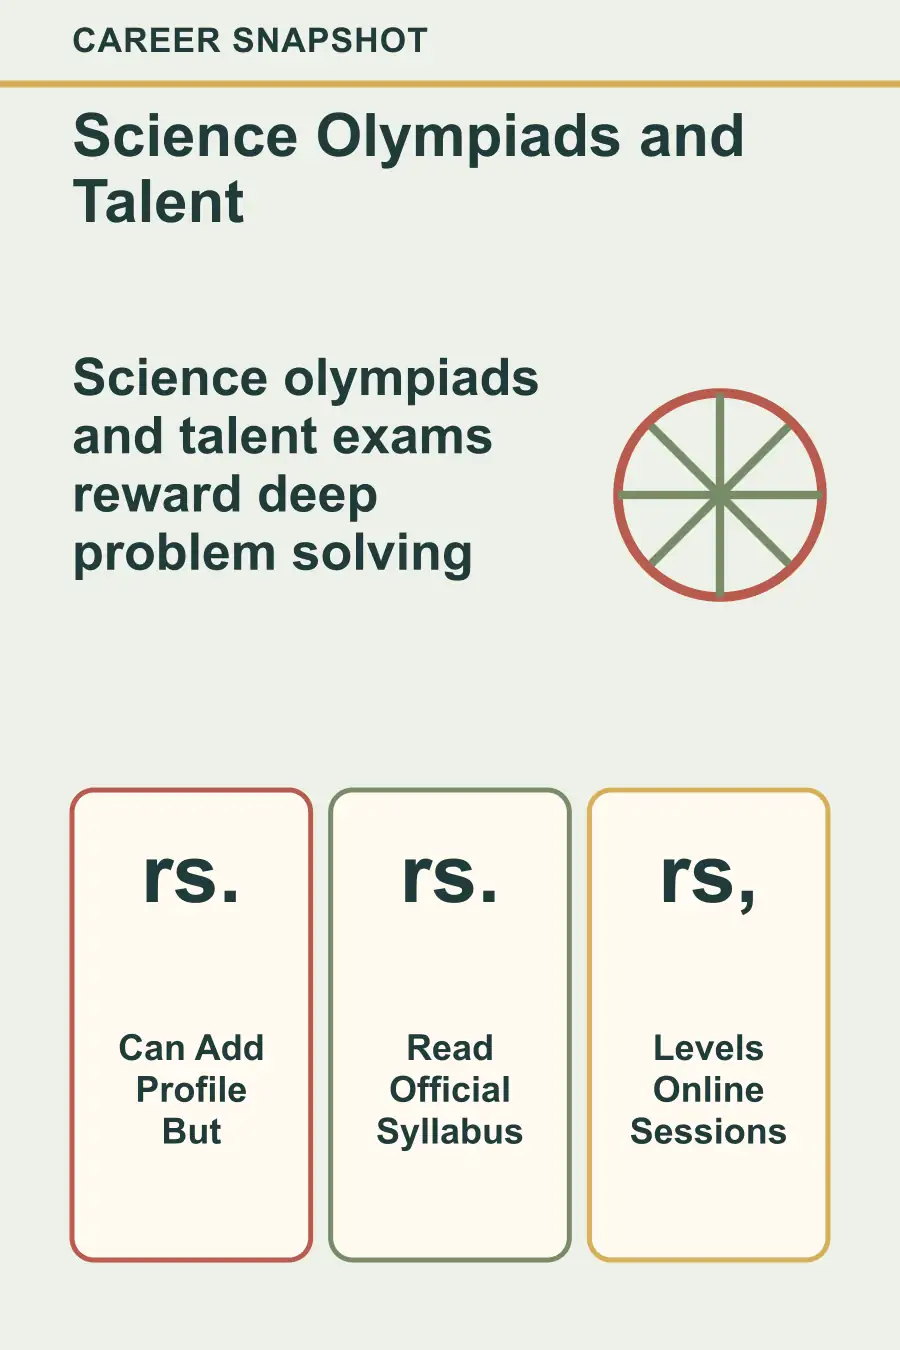 CAREER SNAPSHOT
Science Olympiads and
Talent
Science olympiads
and talent exams
reward deep
problem solving
rs.
Can Add
Profile
But
rs.
Read
Official
Syllabus
rs,
Levels
Online
Sessions